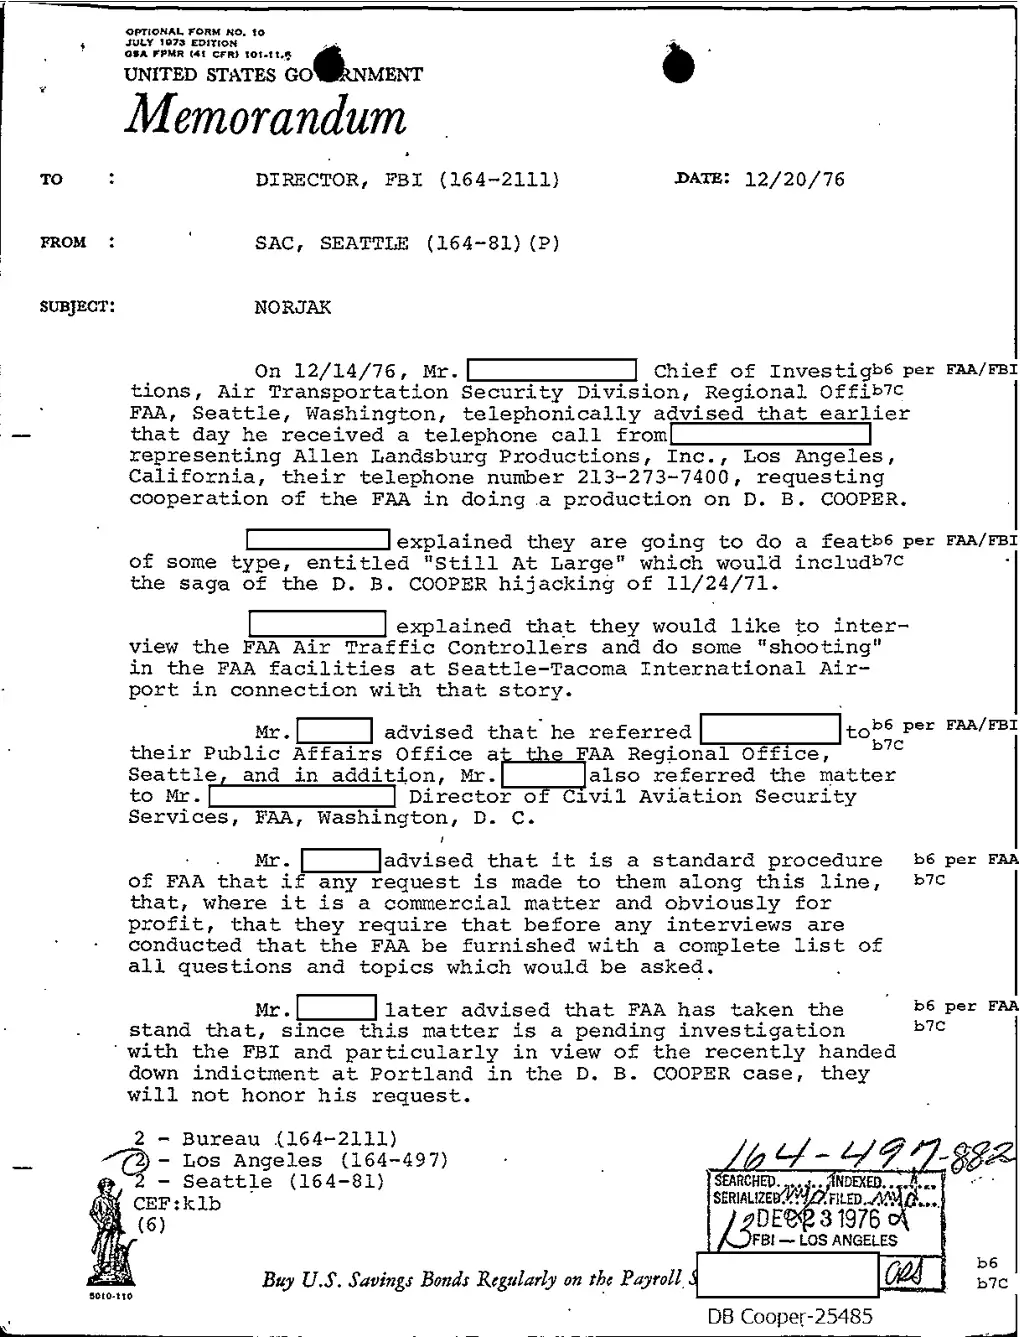 OPTIONAL FORM NO. 10
JULY 1973 EDITION
GSA FPMR (41 CFR) 101-11.6
UNITED STATES GO RNMENT
Memorandum
TO : DIRECTOR, FBI (164-2111) DATE: 12/20/76
FROM : SAC, SEATTLE (164-81)(P)
SUBJECT: NORJAK
On 12/14/76, Mr. Chief of Investig b6 per FAA/FBI
tions, Air Transportation Security Division, Regional Offi b7C
FAA, Seattle, Washington, telephonically advised that earlier
that day he received a telephone call from
representing Allen Landsburg Productions, Inc., Los Angeles,
California, their telephone number 213-273-7400, requesting
cooperation of the FAA in doing a production on D. B. COOPER.
explained they are going to do a feat b6 per FAA/FBI
of some type, entitled "Still At Large" which would includ b7C
the saga of the D. B. COOPER hijacking of 11/24/71.
explained that they would like to inter-
view the FAA Air Traffic Controllers and do some "shooting"
in the FAA facilities at Seattle-Tacoma International Air-
port in connection with that story.
Mr. advised that he referred to b6 per FAA/FBI
b7C
their Public Affairs Office at the FAA Regional Office,
Seattle, and in addition, Mr. also referred the matter
to Mr. Director of Civil Aviation Security
Services, FAA, Washington, D. C.
Mr. advised that it is a standard procedure b6 per FAA
of FAA that if any request is made to them along this line, b7C
that, where it is a commercial matter and obviously for
profit, that they require that before any interviews are
conducted that the FAA be furnished with a complete list of
all questions and topics which would be asked.
Mr. later advised that FAA has taken the b6 per FAA
stand that, since this matter is a pending investigation b7C
with the FBI and particularly in view of the recently handed
down indictment at Portland in the D. B. COOPER case, they
will not honor his request.
2 - Bureau (164-2111)
2 - Los Angeles (164-497)
2 - Seattle (164-81)
CEF:klb
(6)
164-497-882
SEARCHED INDEXED
SERIALIZED FILED
DEC 23 1976
FBI — LOS ANGELES
b6
b7C
Buy U.S. Savings Bonds Regularly on the Payroll S
5010-110
DB Cooper-25485